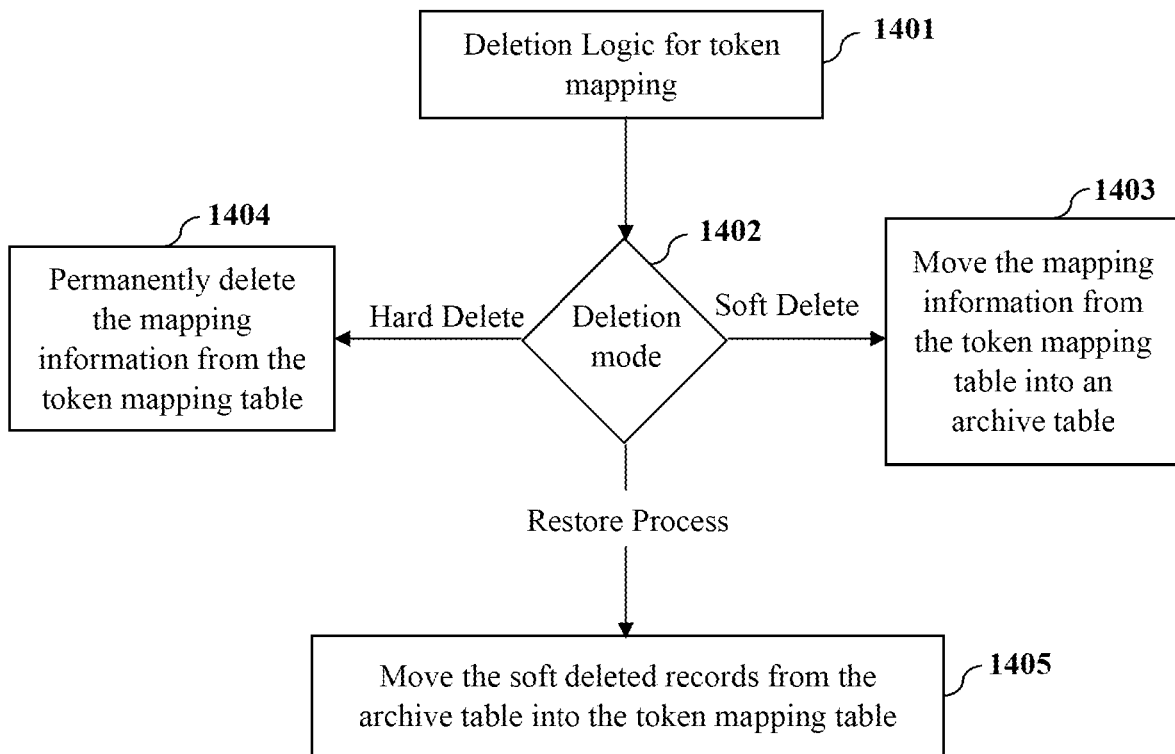 Deletion Logic for token
mapping
1401
1404
1402
1403
Permanently delete
the mapping
information from the
token mapping table
Hard Delete
Deletion
mode
Soft Delete
Move the mapping
information from
the token mapping
table into an
archive table
Restore Process
Move the soft deleted records from the
archive table into the token mapping table
1405